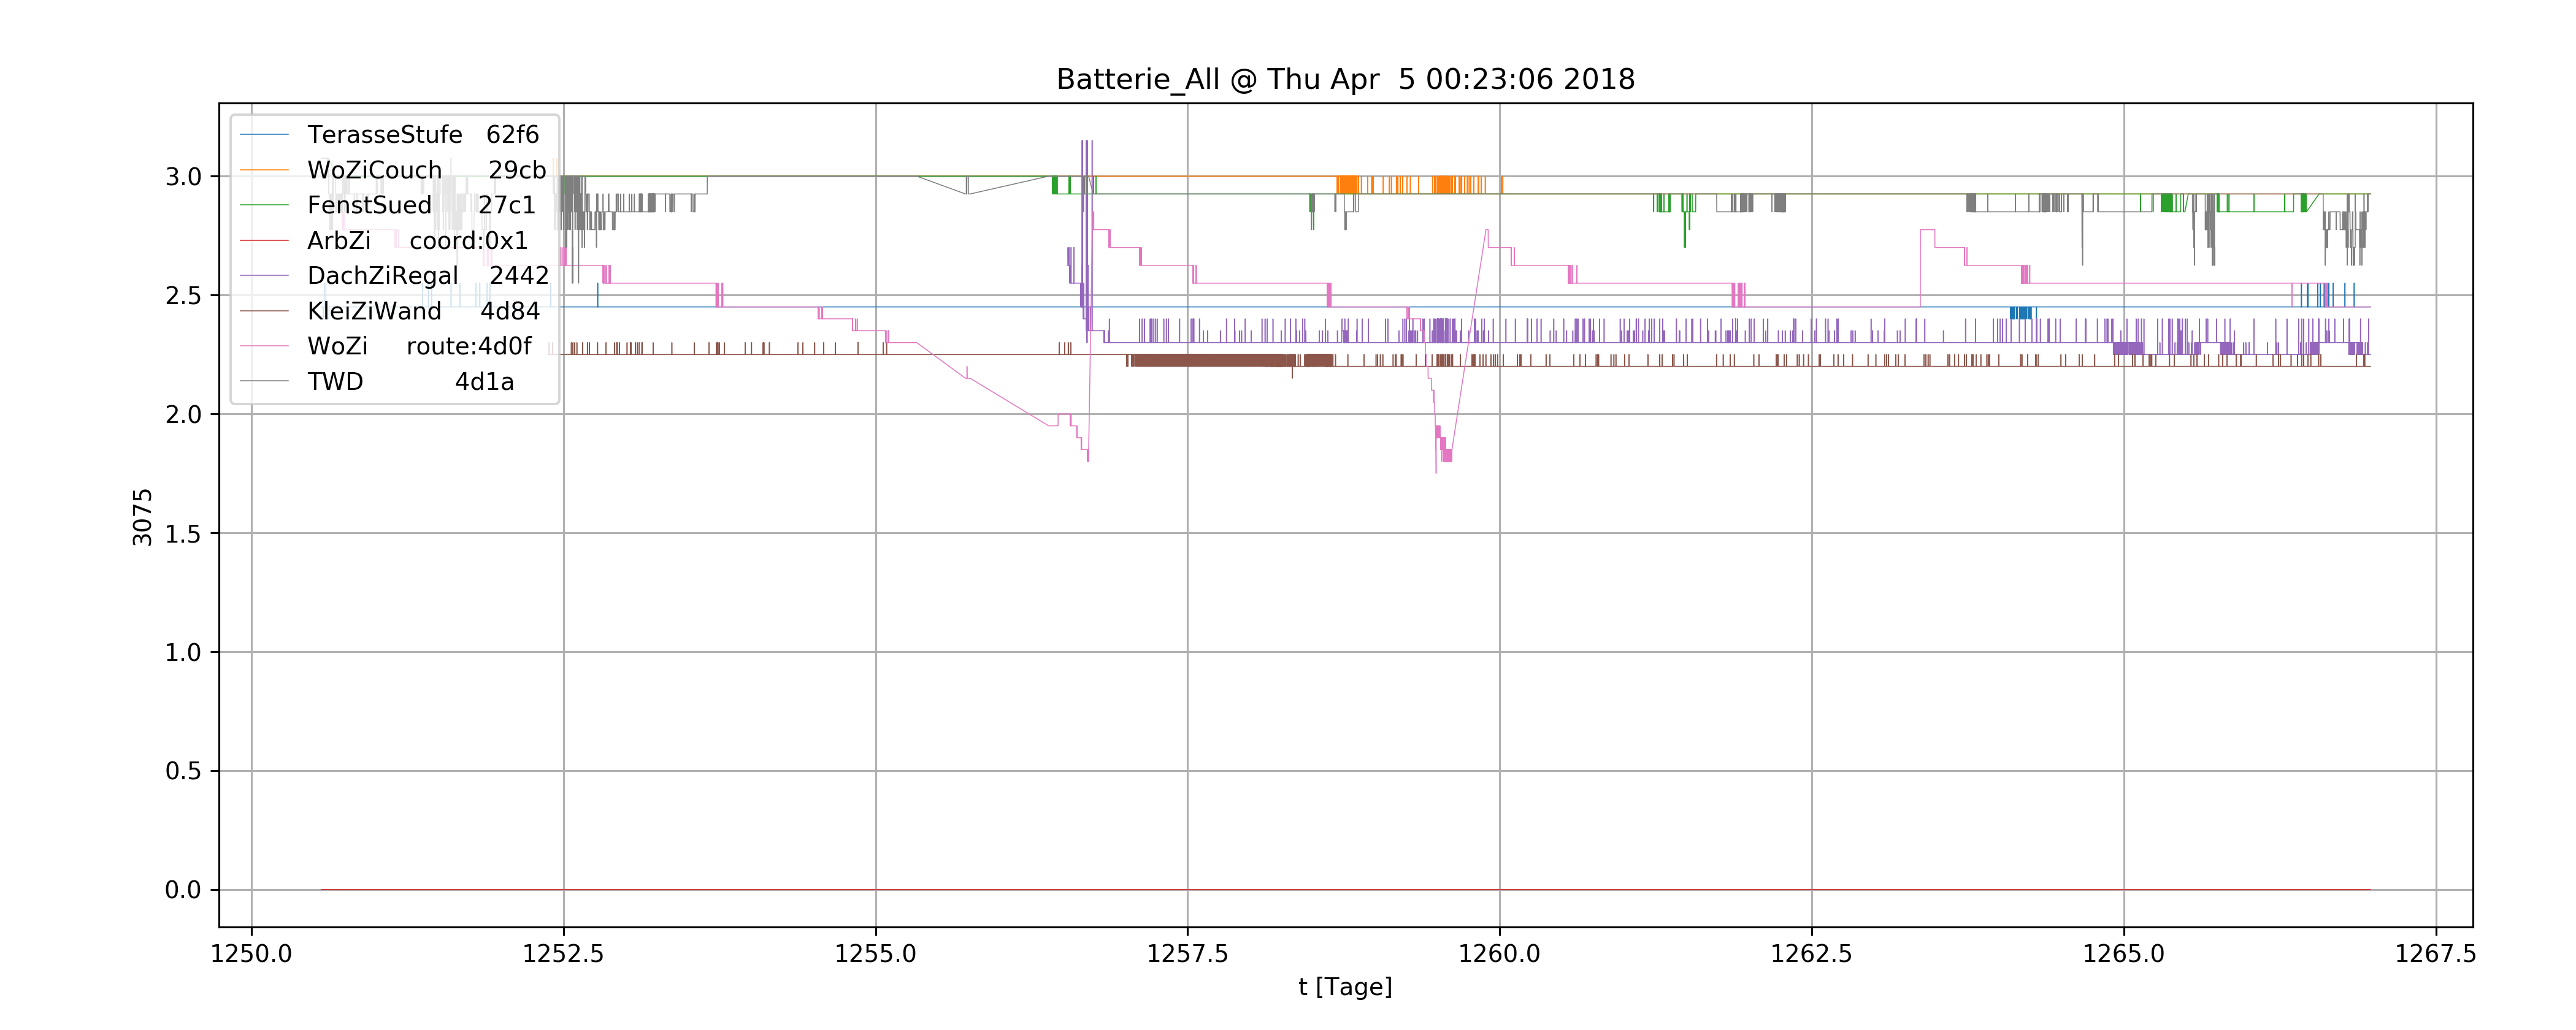 Batterie_All @ Thu Apr  5 00:23:06 2018
TerasseStufe 62f6
WoZiCouch 29cb
FenstSued 27c1
ArbZi coord:0x1
DachZiRegal 2442
KleiZiWand 4d84
WoZi route:4d0f
TWD 4d1a
3.0
2.5
2.0
1.5
1.0
0.5
0.0
3075
1250.0 1252.5 1255.0 1257.5 1260.0 1262.5 1265.0 1267.5
t [Tage]